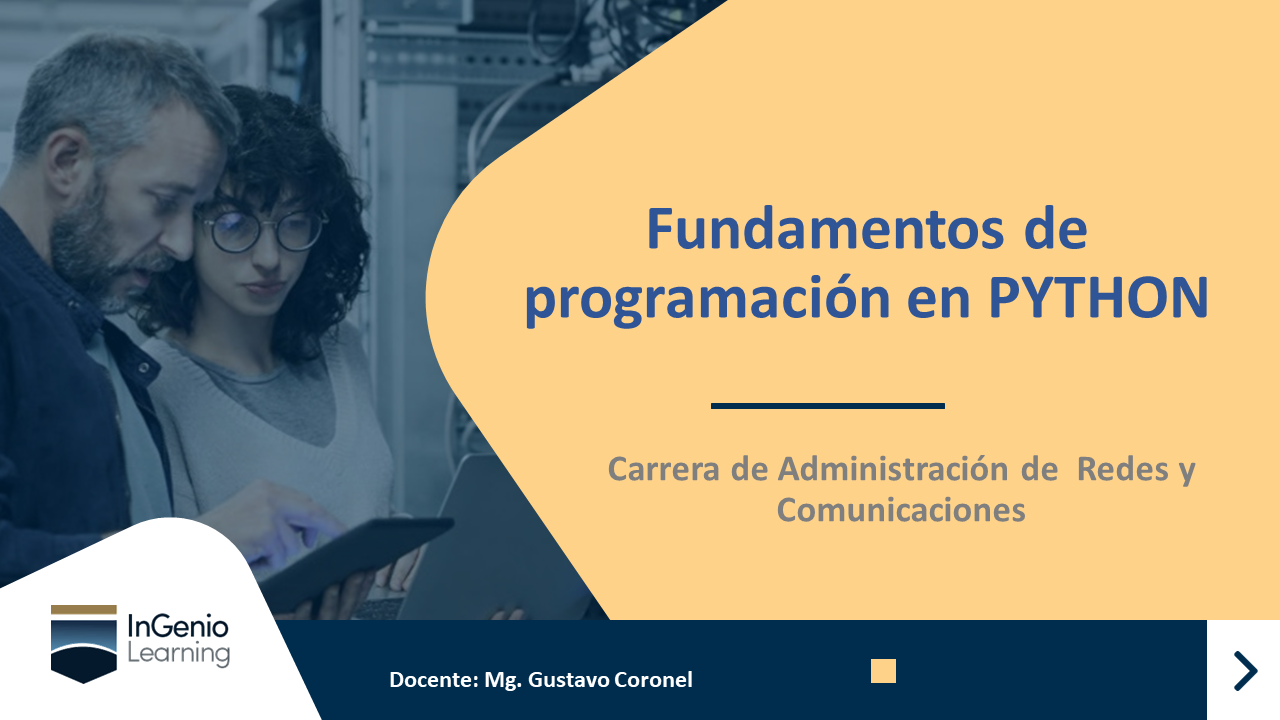 Fundamentos de
programación en PYTHON
Carrera de Administración de Redes y
Comunicaciones
InGenio
Learning
Docente: Mg. Gustavo Coronel